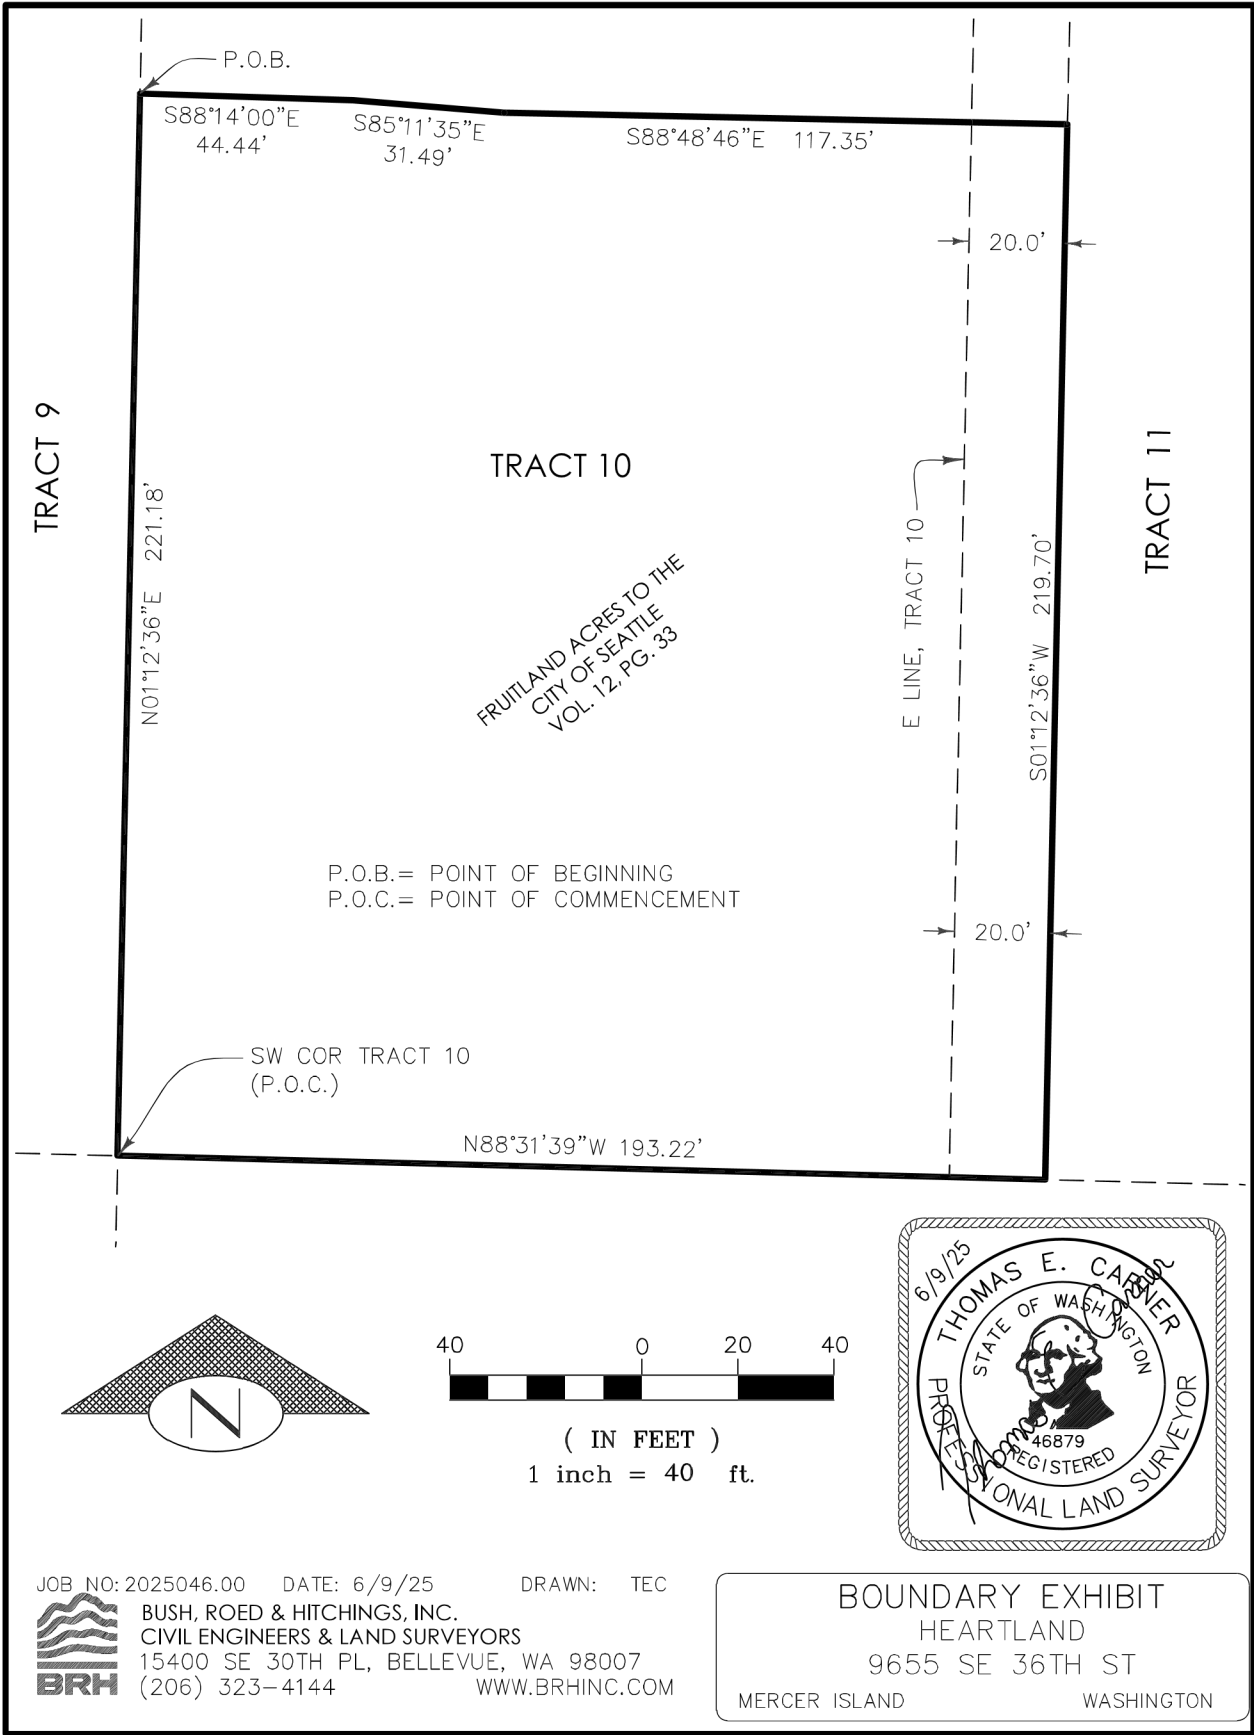 P.O.B.
S88°14'00"E
44.44'
S85°11'35"E
31.49'
S88°48'46"E 117.35'
20.0'
TRACT 9
N01°12'36"E 221.18'
TRACT 10
E LINE, TRACT 10
S01°12'36"W 219.70'
TRACT 11
FRUITLAND ACRES TO THE
CITY OF SEATTLE
VOL. 12, PG. 33
P.O.B.= POINT OF BEGINNING
P.O.C.= POINT OF COMMENCEMENT
20.0'
SW COR TRACT 10
(P.O.C.)
N88°31'39"W 193.22'
N
40 0 20 40
( IN FEET )
1 inch = 40 ft.
6/9/25
THOMAS E. CARNER
STATE OF WASHINGTON
46879
REGISTERED
PROFESSIONAL LAND SURVEYOR
JOB NO: 2025046.00 DATE: 6/9/25 DRAWN: TEC
BRH
BUSH, ROED & HITCHINGS, INC.
CIVIL ENGINEERS & LAND SURVEYORS
15400 SE 30TH PL, BELLEVUE, WA 98007
(206) 323-4144 WWW.BRHINC.COM
BOUNDARY EXHIBIT
HEARTLAND
9655 SE 36TH ST
MERCER ISLAND WASHINGTON